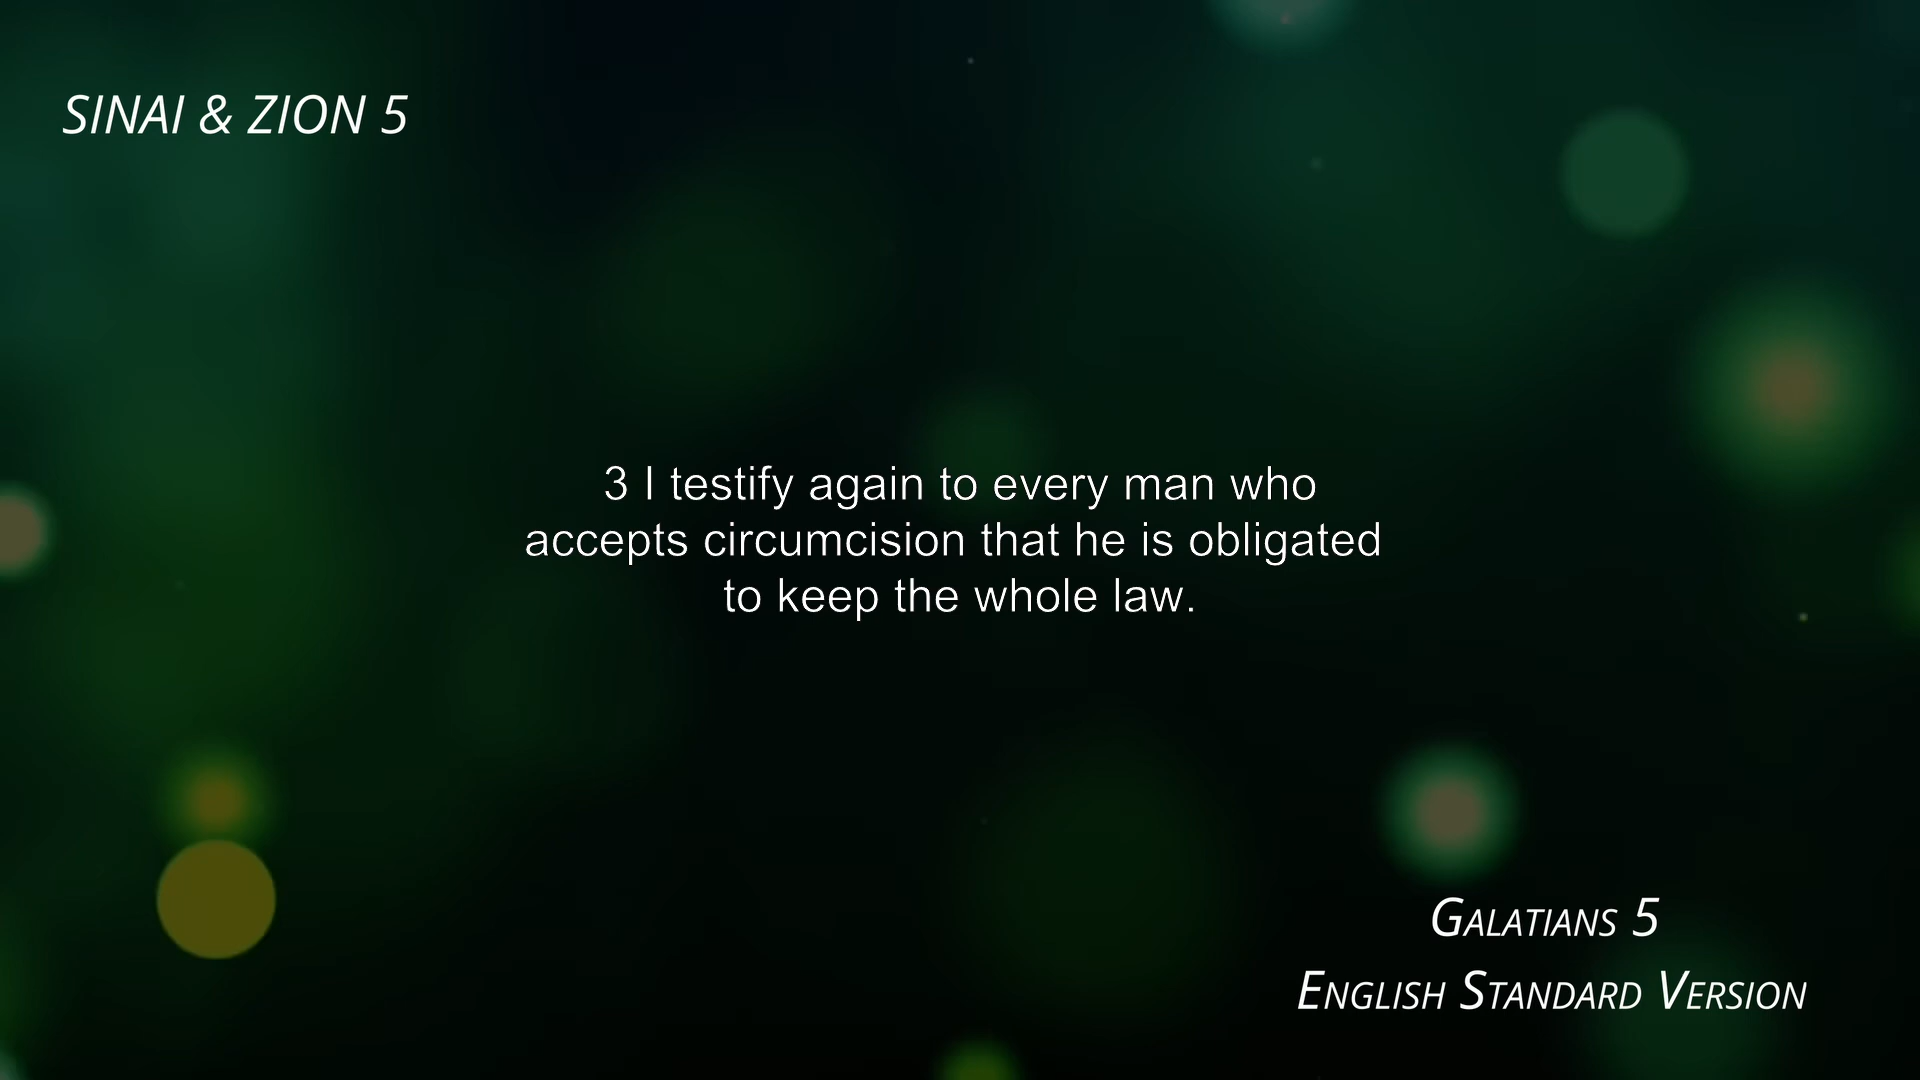 SINAI & ZION 5
3 I testify again to every man who
accepts circumcision that he is obligated
to keep the whole law.
GALATIANS 5
ENGLISH STANDARD VERSION